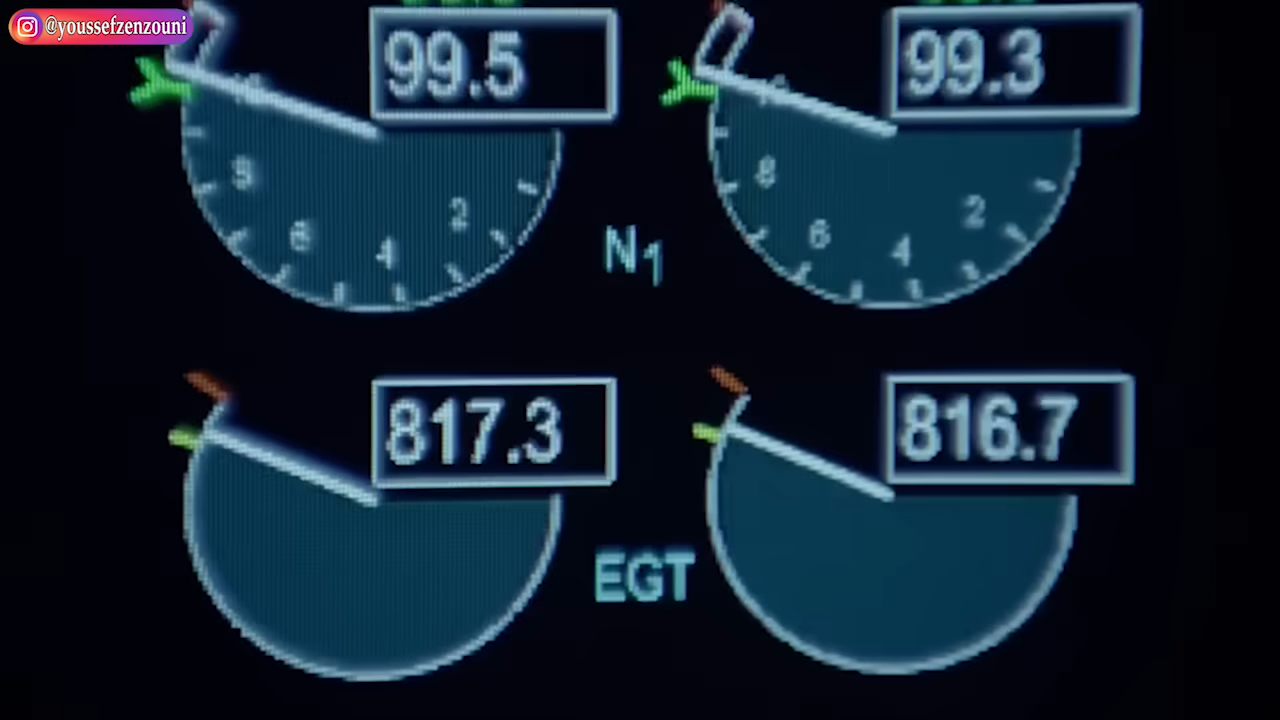 @youssefzenzouni
99.5 99.3
8 6 4 2
8 6 4 2
N1
817.3 816.7
EGT